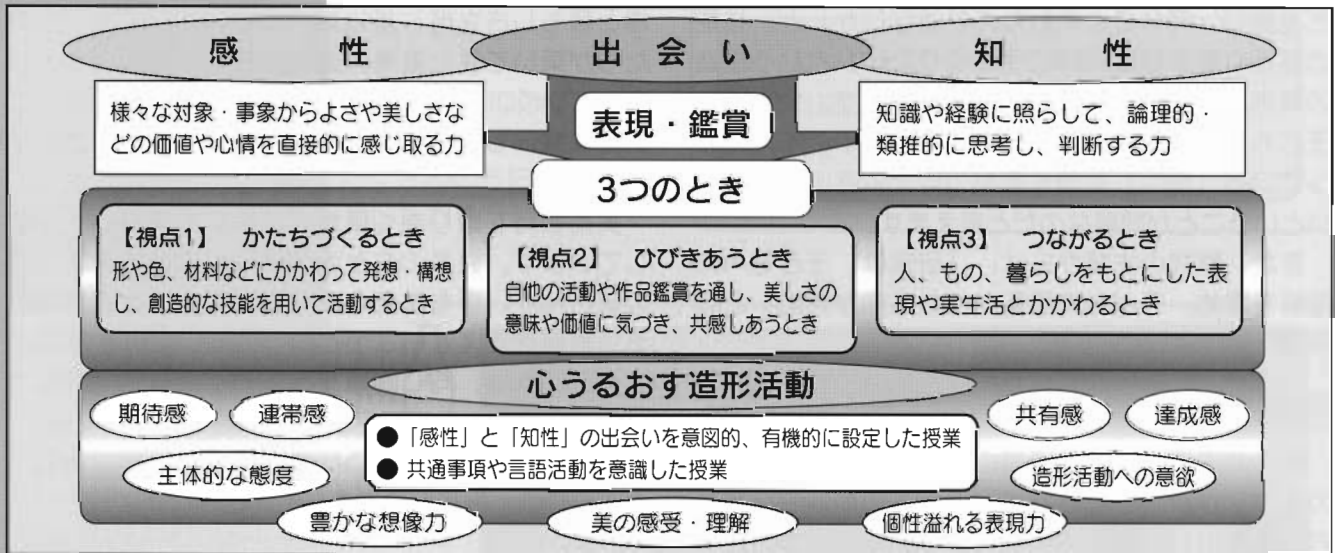 感性
出会い
知性
様々な対象・事象からよさや美しさな
どの価値や心情を直接的に感じ取る力
表現・鑑賞
知識や経験に照らして、論理的・
類推的に思考し、判断する力
3つのとき
【視点1】 かたちづくるとき
形や色、材料などにかかわって発想・構想
し、創造的な技能を用いて活動するとき
【視点2】 ひびきあうとき
自他の活動や作品鑑賞を通し、美しさの
意味や価値に気づき、共感しあうとき
【視点3】 つながるとき
人、もの、暮らしをもとにした表
現や実生活とかかわるとき
心うるおす造形活動
期待感
連帯感
共有感
達成感
●「感性」と「知性」の出会いを意図的、有機的に設定した授業
● 共通事項や言語活動を意識した授業
主体的な態度
造形活動への意欲
豊かな想像力
美の感受・理解
個性溢れる表現力